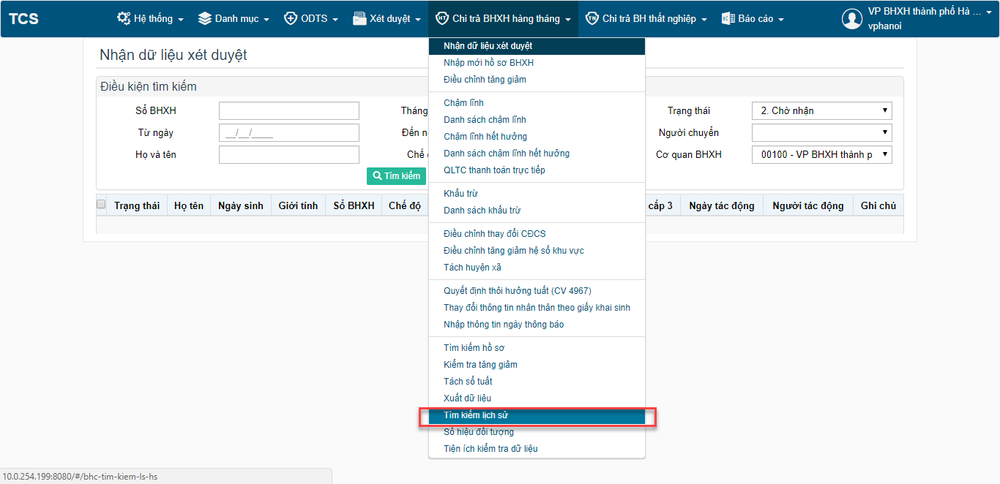 TCS Hệ thống Danh mục ODTS Xét duyệt Chi trả BHXH hàng tháng Chi trả BH thất nghiệp Báo cáo VP BHXH thành phố Hà ...
vphanoi
Nhận dữ liệu xét duyệt
Điều kiện tìm kiếm
Sổ BHXH Tháng Trạng thái 2. Chờ nhận
Từ ngày __/__/____ Đến Người chuyển
Họ và tên Chế Cơ quan BHXH 00100 - VP BHXH thành p
Tìm kiếm
Trạng thái Họ tên Ngày sinh Giới tính Sổ BHXH Chế độ cấp 3 Ngày tác động Người tác động Ghi chú
Nhận dữ liệu xét duyệt
Nhập mới hồ sơ BHXH
Điều chỉnh tăng giảm
Chậm lĩnh
Danh sách chậm lĩnh
Chậm lĩnh hết hưởng
Danh sách chậm lĩnh hết hưởng
QLTC thanh toán trực tiếp
Khấu trừ
Danh sách khấu trừ
Điều chỉnh thay đổi CĐCS
Điều chỉnh tăng giảm hệ số khu vực
Tách huyện xã
Quyết định thôi hưởng tuất (CV 4967)
Thay đổi thông tin nhân thân theo giấy khai sinh
Nhập thông tin ngày thông báo
Tìm kiếm hồ sơ
Kiểm tra tăng giảm
Tách sổ tuất
Xuất dữ liệu
Tìm kiếm lịch sử
Số hiệu đối tượng
Tiện ích kiểm tra dữ liệu
10.0.254.199:8080/#/bhc-tim-kiem-ls-hs